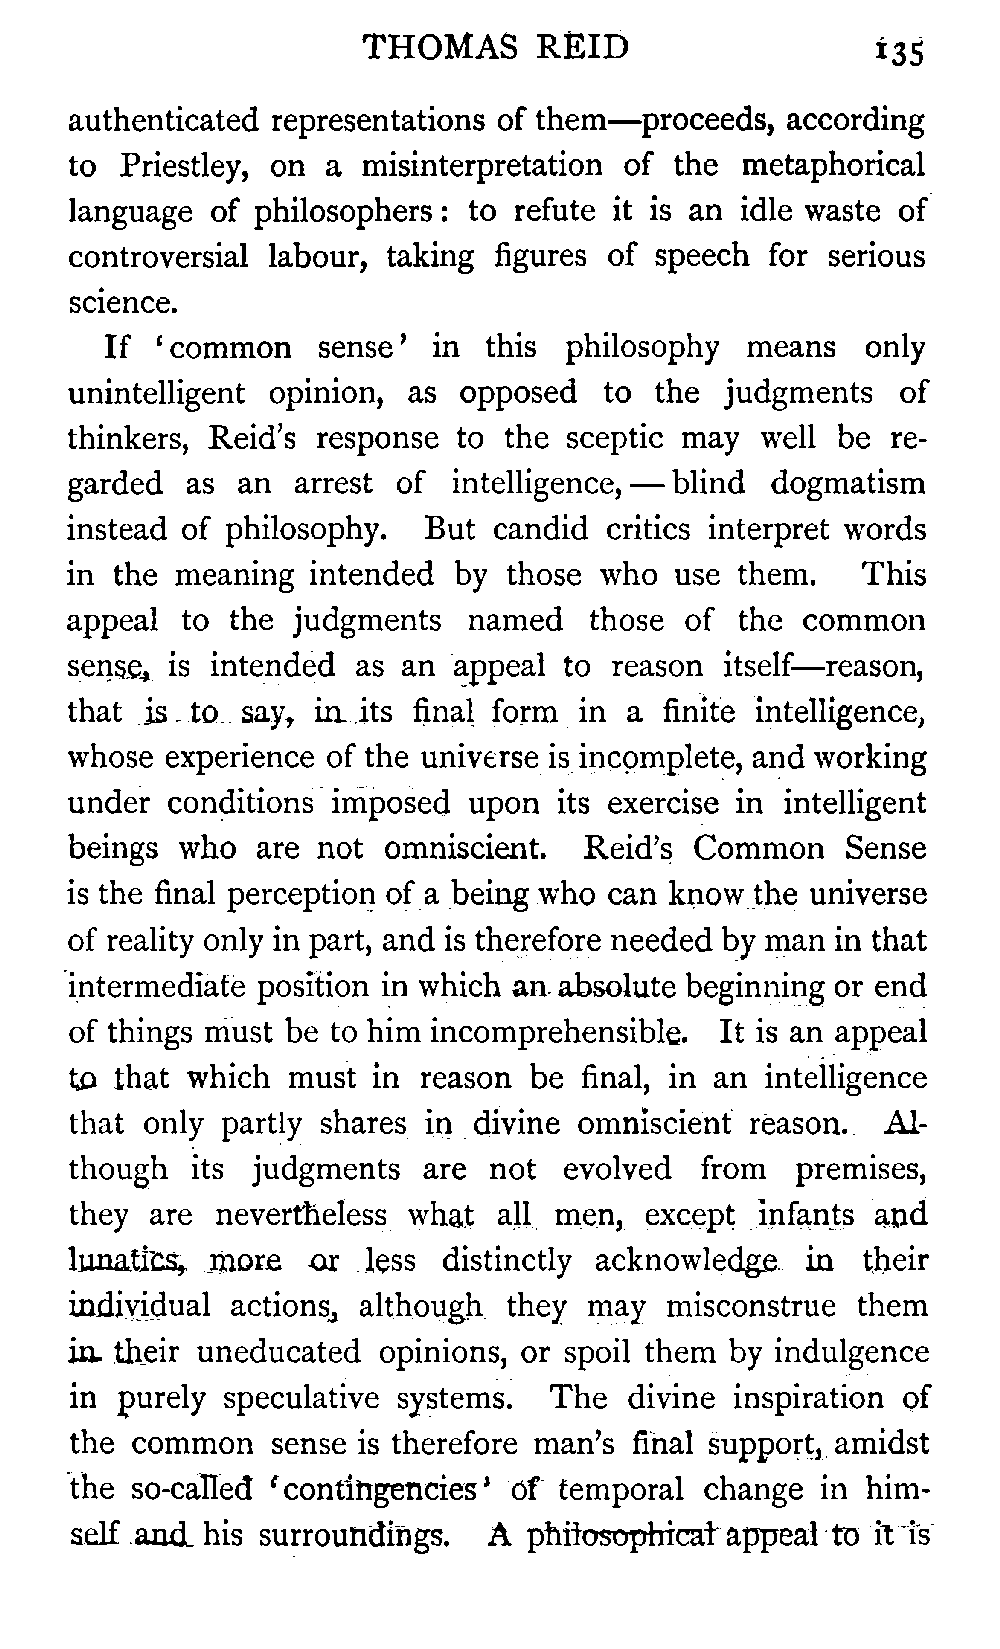 THOMAS REID 135
authenticated representations of them—proceeds, according
to Priestley, on a misinterpretation of the metaphorical
language of philosophers: to refute it is an idle waste of
controversial labour, taking figures of speech for serious
science.
If ‘common sense’ in this philosophy means only
unintelligent opinion, as opposed to the judgments of
thinkers, Reid’s response to the sceptic may well be re-
garded as an arrest of intelligence,—blind dogmatism
instead of philosophy. But candid critics interpret words
in the meaning intended by those who use them. This
appeal to the judgments named those of the common
sense, is intended as an appeal to reason itself—reason,
that is to say, in its final form in a finite intelligence,
whose experience of the universe is incomplete, and working
under conditions imposed upon its exercise in intelligent
beings who are not omniscient. Reid’s Common Sense
is the final perception of a being who can know the universe
of reality only in part, and is therefore needed by man in that
intermediate position in which an absolute beginning or end
of things must be to him incomprehensible. It is an appeal
to that which must in reason be final, in an intelligence
that only partly shares in divine omniscient reason. Al-
though its judgments are not evolved from premises,
they are nevertheless what all men, except infants and
lunatics, more or less distinctly acknowledge in their
individual actions, although they may misconstrue them
in their uneducated opinions, or spoil them by indulgence
in purely speculative systems. The divine inspiration of
the common sense is therefore man’s final support, amidst
the so-called ‘contingencies’ of temporal change in him-
self and his surroundings. A philosophical appeal to it is